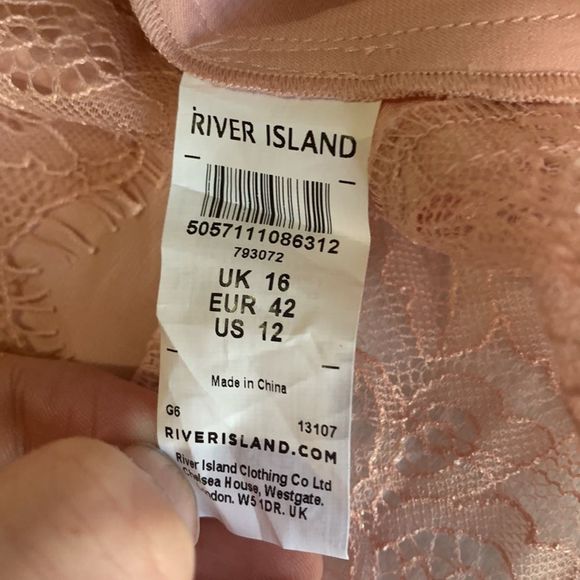 RIVER ISLAND
5057111086312
793072
UK 16
EUR 42
US 12
Made in China
G6 13107
RIVERISLAND.COM
River Island Clothing Co Ltd
Chelsea House, Westgate.
London. W5 1DR. UK